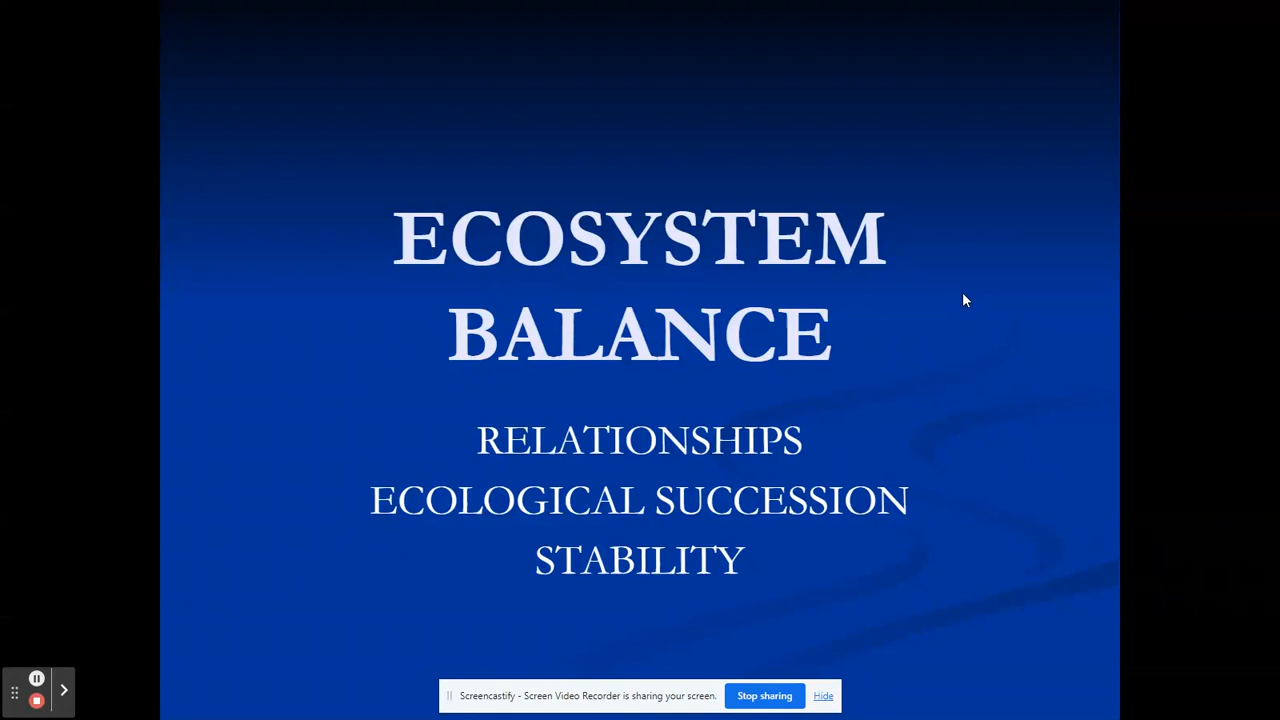 ECOSYSTEM
BALANCE
RELATIONSHIPS
ECOLOGICAL SUCCESSION
STABILITY
Screencastify - Screen Video Recorder is sharing your screen. Stop sharing Hide